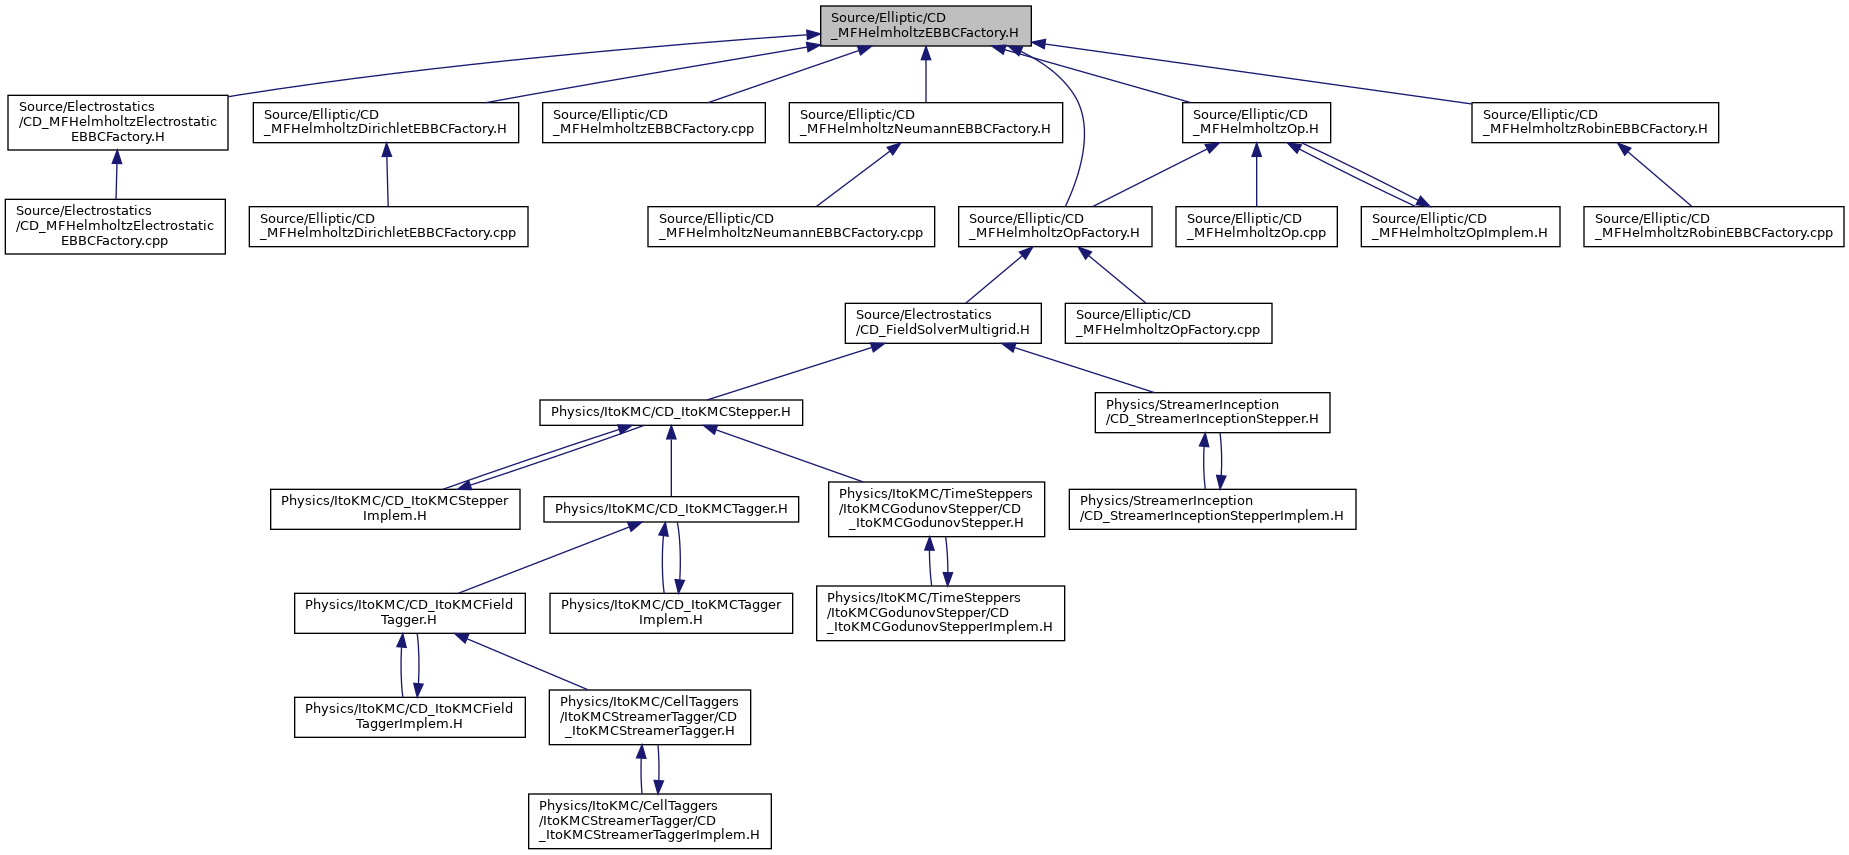 Source/Elliptic/CD
_MFHelmholtzEBBCFactory.H
Source/Electrostatics
/CD_MFHelmholtzElectrostatic
EBBCFactory.H
Source/Elliptic/CD
_MFHelmholtzDirichletEBBCFactory.H
Source/Elliptic/CD
_MFHelmholtzEBBCFactory.cpp
Source/Elliptic/CD
_MFHelmholtzNeumannEBBCFactory.H
Source/Elliptic/CD
_MFHelmholtzOp.H
Source/Elliptic/CD
_MFHelmholtzRobinEBBCFactory.H
Source/Electrostatics
/CD_MFHelmholtzElectrostatic
EBBCFactory.cpp
Source/Elliptic/CD
_MFHelmholtzDirichletEBBCFactory.cpp
Source/Elliptic/CD
_MFHelmholtzNeumannEBBCFactory.cpp
Source/Elliptic/CD
_MFHelmholtzOpFactory.H
Source/Elliptic/CD
_MFHelmholtzOp.cpp
Source/Elliptic/CD
_MFHelmholtzOpImplem.H
Source/Elliptic/CD
_MFHelmholtzRobinEBBCFactory.cpp
Source/Electrostatics
/CD_FieldSolverMultigrid.H
Source/Elliptic/CD
_MFHelmholtzOpFactory.cpp
Physics/ItoKMC/CD_ItoKMCStepper.H
Physics/StreamerInception
/CD_StreamerInceptionStepper.H
Physics/ItoKMC/CD_ItoKMCStepper
Implem.H
Physics/ItoKMC/CD_ItoKMCTagger.H
Physics/ItoKMC/TimeSteppers
/ItoKMCGodunovStepper/CD
_ItoKMCGodunovStepper.H
Physics/StreamerInception
/CD_StreamerInceptionStepperImplem.H
Physics/ItoKMC/CD_ItoKMCField
Tagger.H
Physics/ItoKMC/CD_ItoKMCTagger
Implem.H
Physics/ItoKMC/TimeSteppers
/ItoKMCGodunovStepper/CD
_ItoKMCGodunovStepperImplem.H
Physics/ItoKMC/CD_ItoKMCField
TaggerImplem.H
Physics/ItoKMC/CellTaggers
/ItoKMCStreamerTagger/CD
_ItoKMCStreamerTagger.H
Physics/ItoKMC/CellTaggers
/ItoKMCStreamerTagger/CD
_ItoKMCStreamerTaggerImplem.H